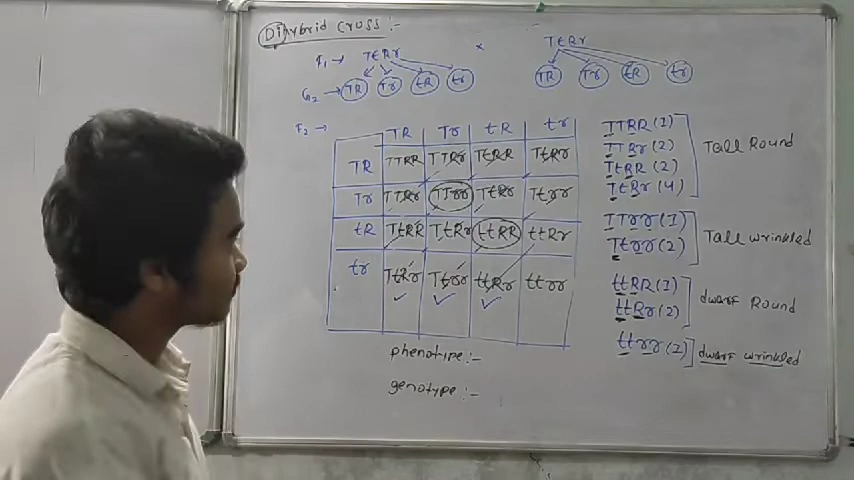 Dihybrid cross :-
F1 → TtRr × TtRr
G2 → TR Tr tR tr TR Tr tR tr
F2 →
TR Tr tR tr
TR TTRR TTRr TtRR TtRr
Tr TTRr TTrr TtRr Ttrr
tR TtRR TtRr ttRR ttRr
tr TtRr Ttrr ttRr ttrr
phenotype :-
genotype :-
TTRR (1)
TTRr (2)
TtRR (2)
TtRr (4)
Tall Round
TTrr (1)
Ttrr (2)
Tall wrinkled
ttRR (1)
ttRr (2)
dwarf Round
ttrr (2)
dwarf wrinkled